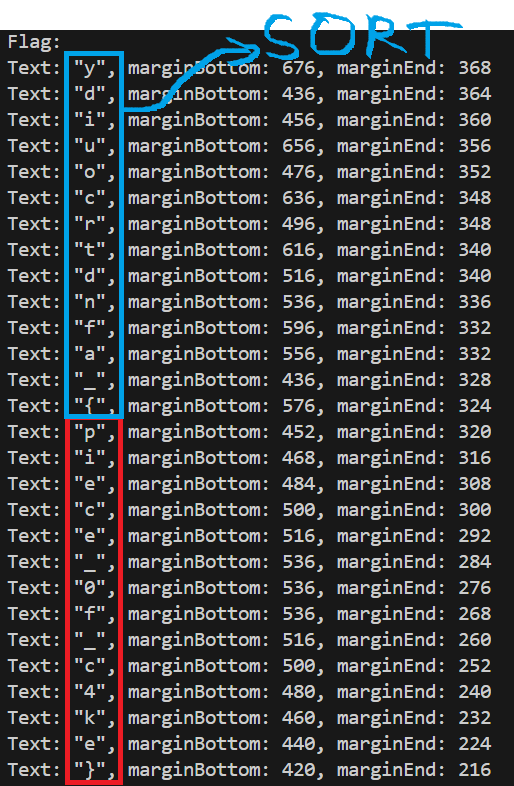 SORT
Flag:
Text: "y", marginBottom: 676, marginEnd: 368
Text: "d", marginBottom: 436, marginEnd: 364
Text: "i", marginBottom: 456, marginEnd: 360
Text: "u", marginBottom: 656, marginEnd: 356
Text: "o", marginBottom: 476, marginEnd: 352
Text: "c", marginBottom: 636, marginEnd: 348
Text: "r", marginBottom: 496, marginEnd: 348
Text: "t", marginBottom: 616, marginEnd: 340
Text: "d", marginBottom: 516, marginEnd: 340
Text: "n", marginBottom: 536, marginEnd: 336
Text: "f", marginBottom: 596, marginEnd: 332
Text: "a", marginBottom: 556, marginEnd: 332
Text: "_", marginBottom: 436, marginEnd: 328
Text: "{", marginBottom: 576, marginEnd: 324
Text: "p", marginBottom: 452, marginEnd: 320
Text: "i", marginBottom: 468, marginEnd: 316
Text: "e", marginBottom: 484, marginEnd: 308
Text: "c", marginBottom: 500, marginEnd: 300
Text: "e", marginBottom: 516, marginEnd: 292
Text: "_", marginBottom: 536, marginEnd: 284
Text: "0", marginBottom: 536, marginEnd: 276
Text: "f", marginBottom: 536, marginEnd: 268
Text: "_", marginBottom: 516, marginEnd: 260
Text: "c", marginBottom: 500, marginEnd: 252
Text: "4", marginBottom: 480, marginEnd: 240
Text: "k", marginBottom: 460, marginEnd: 232
Text: "e", marginBottom: 440, marginEnd: 224
Text: "}", marginBottom: 420, marginEnd: 216